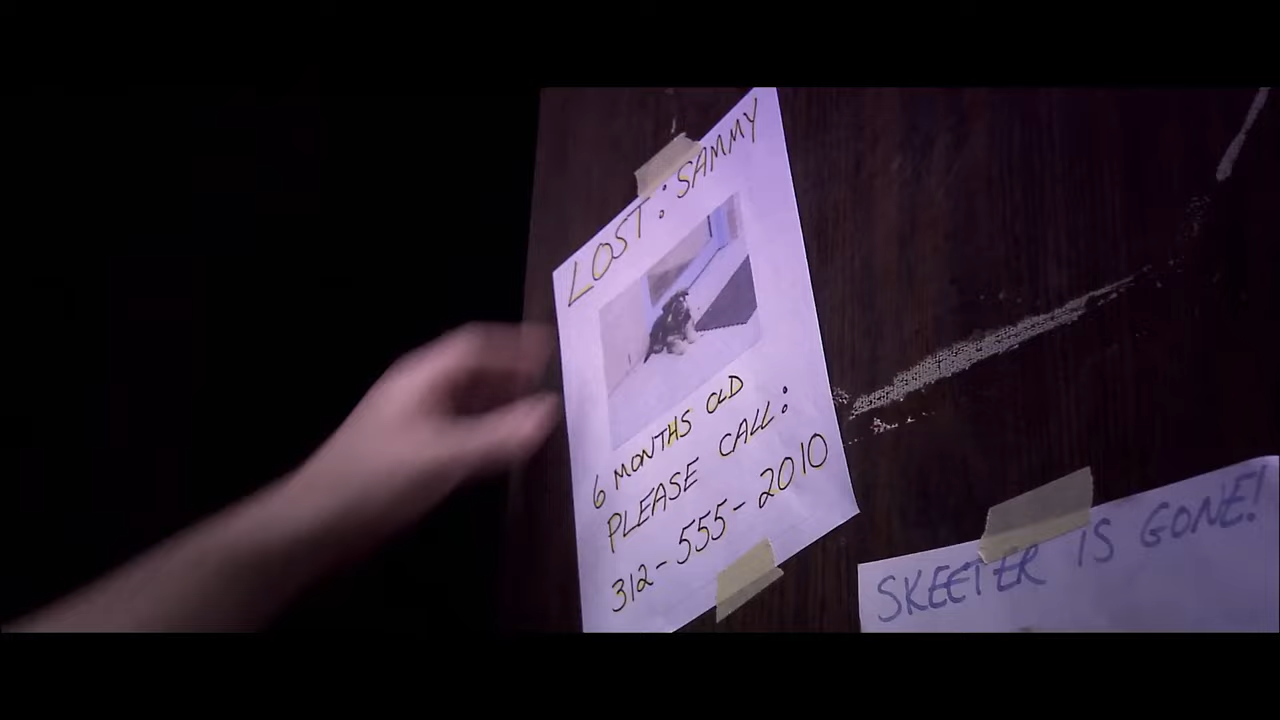 LOST: SAMMY
6 MONTHS OLD
PLEASE CALL:
312-555-2010
SKEETER IS GONE!